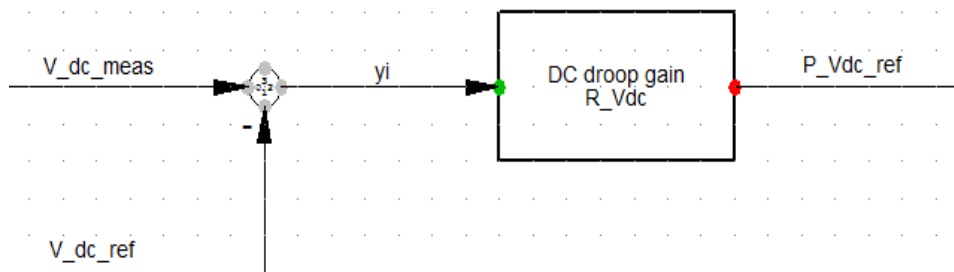 V_dc_meas
yi
DC droop gain
R_Vdc
P_Vdc_ref
-
V_dc_ref